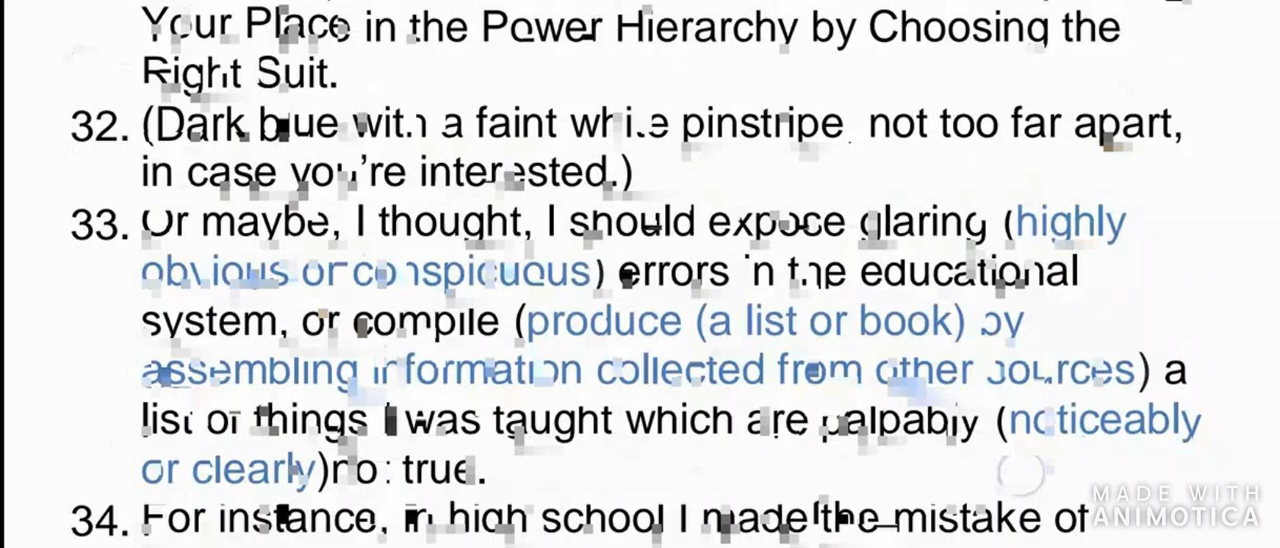 Your Place in the Power Hierarchy by Choosing the
Right Suit.
32. (Dark blue with a faint white pinstripe not too far apart,
in case you're interested.)
33. Or maybe, I thought, I should expose glaring (highly
obvious or conspicuous) errors in the educational
system, or compile (produce (a list or book) by
assembling information collected from other sources) a
list of things I was taught which are palpably (noticeably
or clearly)not true.
34. For instance, in high school I made the mistake of
MADE WITH
ANIMOTICA